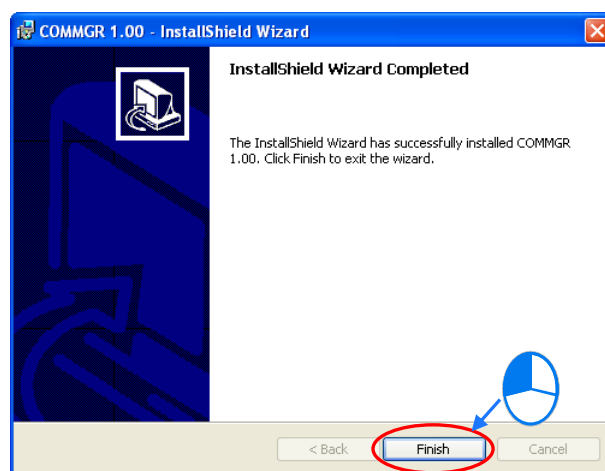 COMMGR 1.00 - InstallShield Wizard
InstallShield Wizard Completed
The InstallShield Wizard has successfully installed COMMGR
1.00. Click Finish to exit the wizard.
< Back Finish Cancel